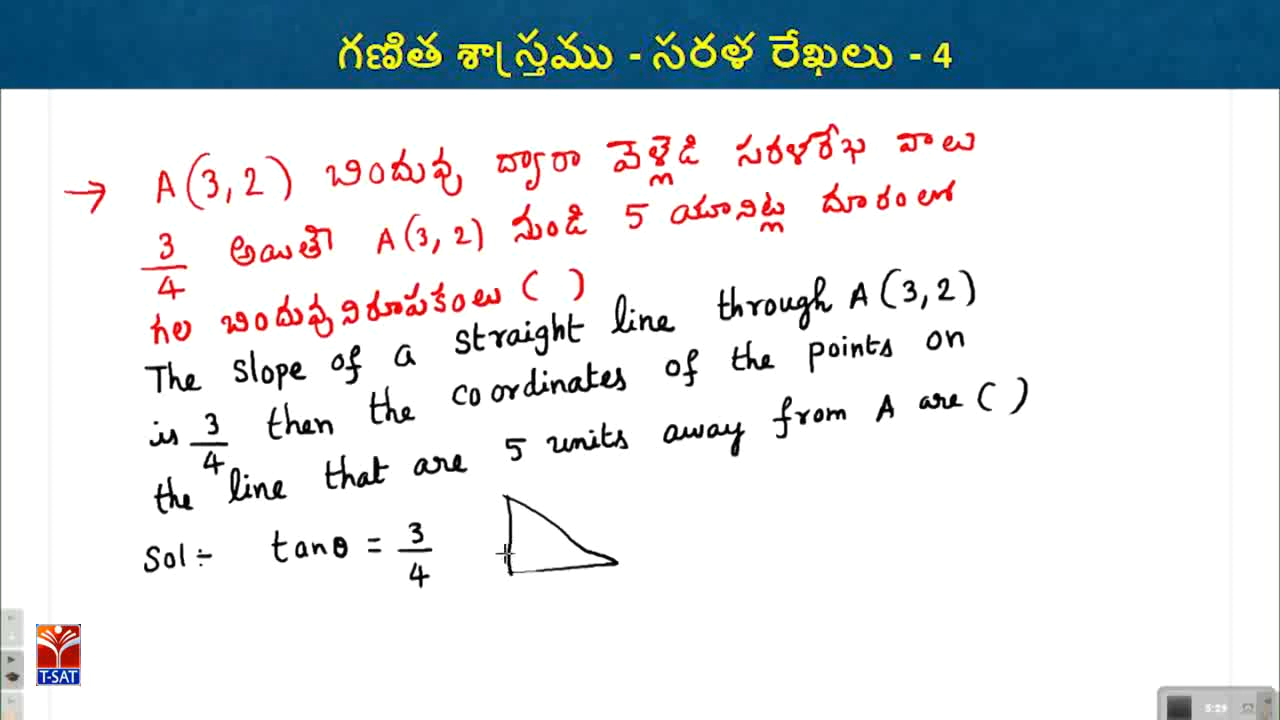 గణిత శాస్త్రము - సరళ రేఖలు - 4
→ A(3,2) బిందువు ద్వారా వెళ్లెడి సరళరేఖ వాలు
3/4 అయితే A(3,2) నుండి 5 యూనిట్ల దూరంలో
గల బిందువు నిరూపకంలు ( )
The slope of a straight line through A(3,2)
is 3/4 then the coordinates of the points on
the line that are 5 units away from A are ( )
Sol÷ tanθ = 3/4
T-SAT
5:29